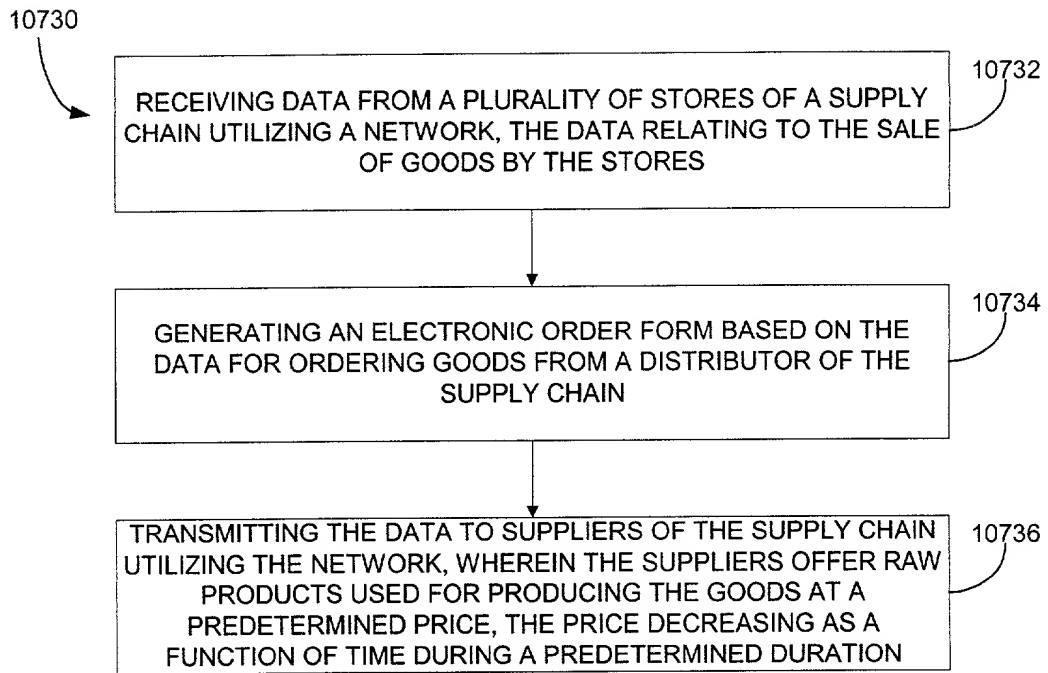 10730
10732
RECEIVING DATA FROM A PLURALITY OF STORES OF A SUPPLY
CHAIN UTILIZING A NETWORK, THE DATA RELATING TO THE SALE
OF GOODS BY THE STORES
10734
GENERATING AN ELECTRONIC ORDER FORM BASED ON THE
DATA FOR ORDERING GOODS FROM A DISTRIBUTOR OF THE
SUPPLY CHAIN
10736
TRANSMITTING THE DATA TO SUPPLIERS OF THE SUPPLY CHAIN
UTILIZING THE NETWORK, WHEREIN THE SUPPLIERS OFFER RAW
PRODUCTS USED FOR PRODUCING THE GOODS AT A
PREDETERMINED PRICE, THE PRICE DECREASING AS A
FUNCTION OF TIME DURING A PREDETERMINED DURATION